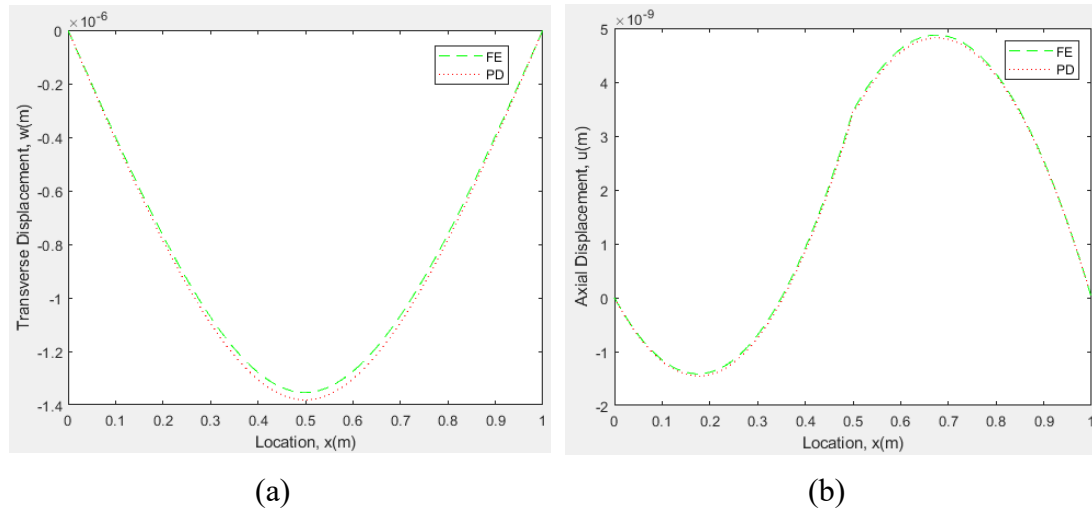 ×10⁻⁶
Transverse Displacement, w(m)
0
-0.2
-0.4
-0.6
-0.8
-1
-1.2
-1.4
FE
PD
0 0.1 0.2 0.3 0.4 0.5 0.6 0.7 0.8 0.9 1
Location, x(m)
(a)
×10⁻⁹
Axial Displacement, u(m)
5
4
3
2
1
0
-1
-2
FE
PD
0 0.1 0.2 0.3 0.4 0.5 0.6 0.7 0.8 0.9 1
Location, x(m)
(b)